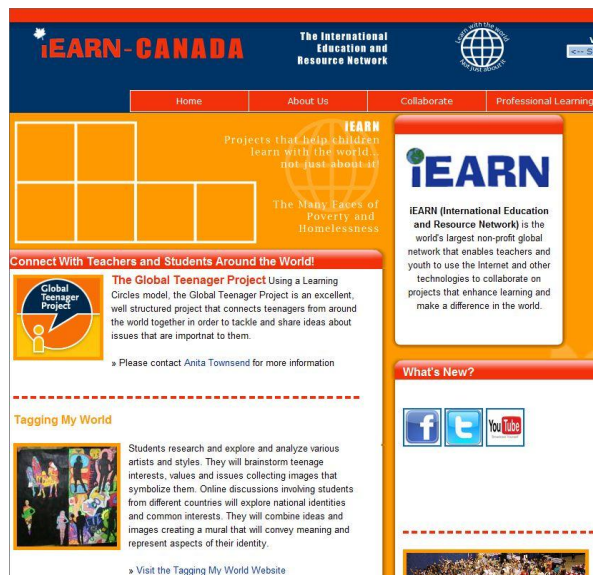 iEARN-CANADA
The International
Education and
Resource Network
Learn with the world
Not just about it
Home
About Us
Collaborate
Professional Learning
iEARN
Projects that help children
learn with the world...
not just about it
The Many Faces of
Poverty and
Homelessness
iEARN
iEARN (International Education
and Resource Network) is the
world's largest non-profit global
network that enables teachers and
youth to use the Internet and other
technologies to collaborate on
projects that enhance learning and
make a difference in the world.
Connect With Teachers and Students Around the World!
Global
Teenager
Project
The Global Teenager Project Using a Learning
Circles model, the Global Teenager Project is an excellent,
well structured project that connects teenagers from around
the world together in order to tackle and share ideas about
issues that are importnat to them.
» Please contact Anita Townsend for more information
What's New?
You Tube
Tagging My World
Students research and explore and analyze various
artists and styles. They will brainstorm teenage
interests, values and issues collecting images that
symbolize them. Online discussions involving students
from different countries will explore national identities
and common interests. They will combine ideas and
images creating a mural that will convey meaning and
represent aspects of their identity.
» Visit the Tagging My World Website